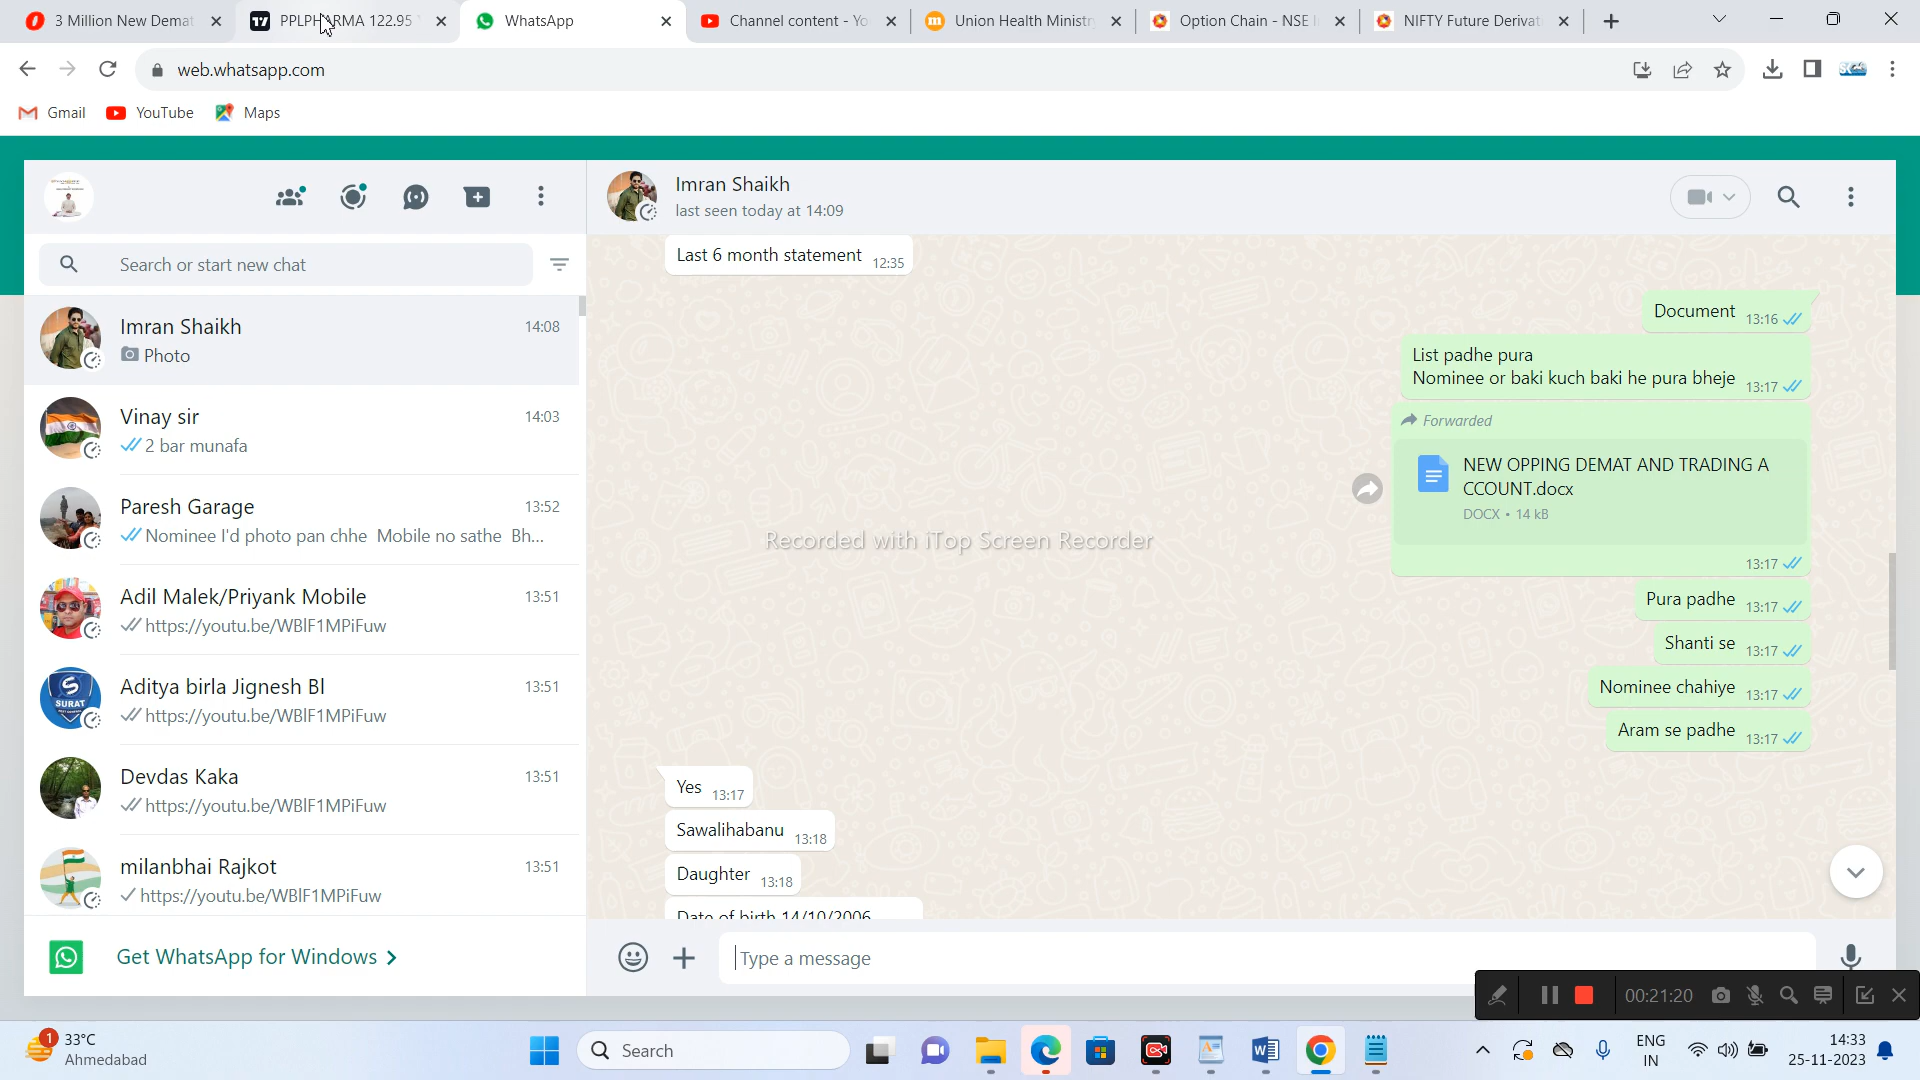 3 Million New Demat
PPLPHARMA 122.95
WhatsApp
Channel content - Yo
Union Health Ministr
Option Chain - NSE I
NIFTY Future Derivat
web.whatsapp.com
Gmail
YouTube
Maps
Search or start new chat
Imran Shaikh 14:08
Photo
Vinay sir 14:03
2 bar munafa
Paresh Garage 13:52
Nominee I'd photo pan chhe Mobile no sathe Bh...
Adil Malek/Priyank Mobile 13:51
https://youtu.be/WBlF1MPiFuw
Aditya birla Jignesh Bl 13:51
https://youtu.be/WBlF1MPiFuw
Devdas Kaka 13:51
https://youtu.be/WBlF1MPiFuw
milanbhai Rajkot 13:51
https://youtu.be/WBlF1MPiFuw
Get WhatsApp for Windows
Imran Shaikh
last seen today at 14:09
Last 6 month statement 12:35
Document 13:16
List padhe pura
Nominee or baki kuch baki he pura bheje 13:17
Forwarded
NEW OPPING DEMAT AND TRADING A
CCOUNT.docx
DOCX • 14 kB
13:17
Recorded with iTop Screen Recorder
Pura padhe 13:17
Shanti se 13:17
Nominee chahiye 13:17
Aram se padhe 13:17
Yes 13:17
Sawalihabanu 13:18
Daughter 13:18
Date of birth 14/10/2006
Type a message
00:21:20
1
33°C
Ahmedabad
Search
ENG
IN
14:33
25-11-2023